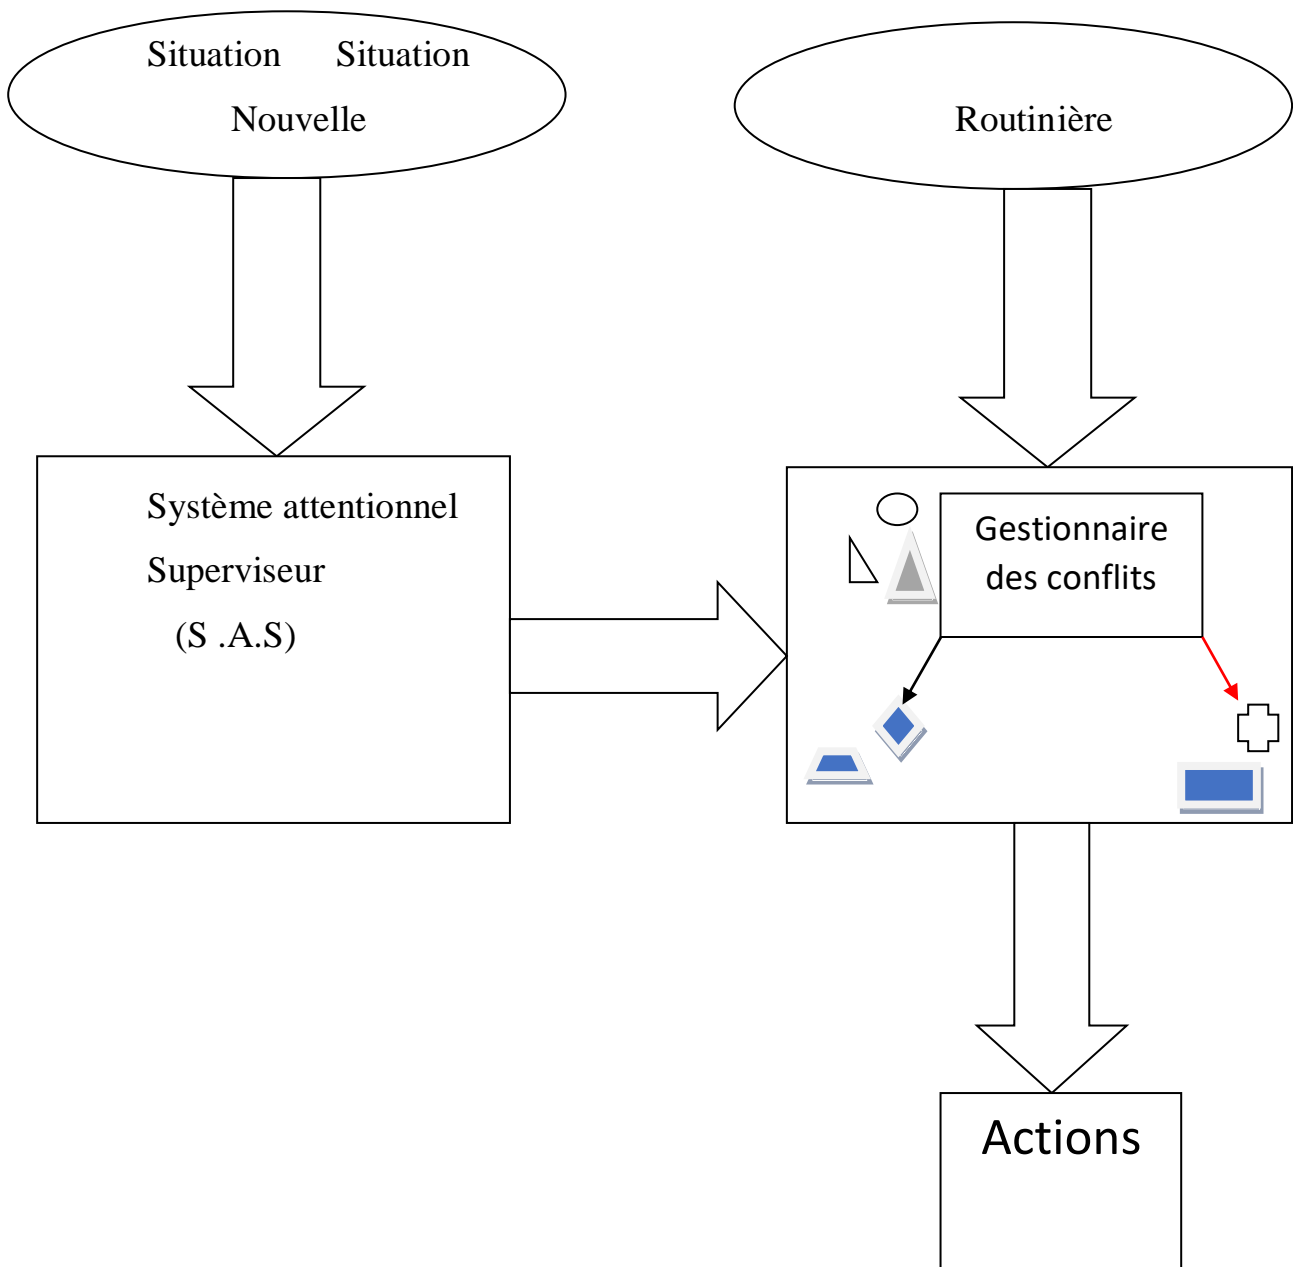 Situation Situation
Nouvelle
Routinière
Système attentionnel
Superviseur
(S .A.S)
Gestionnaire
des conflits
Actions